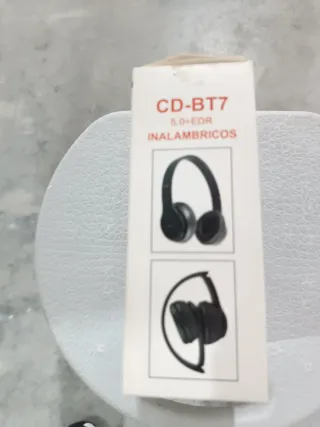 CD-BT7
5.0+EDR
INALAMBRICOS